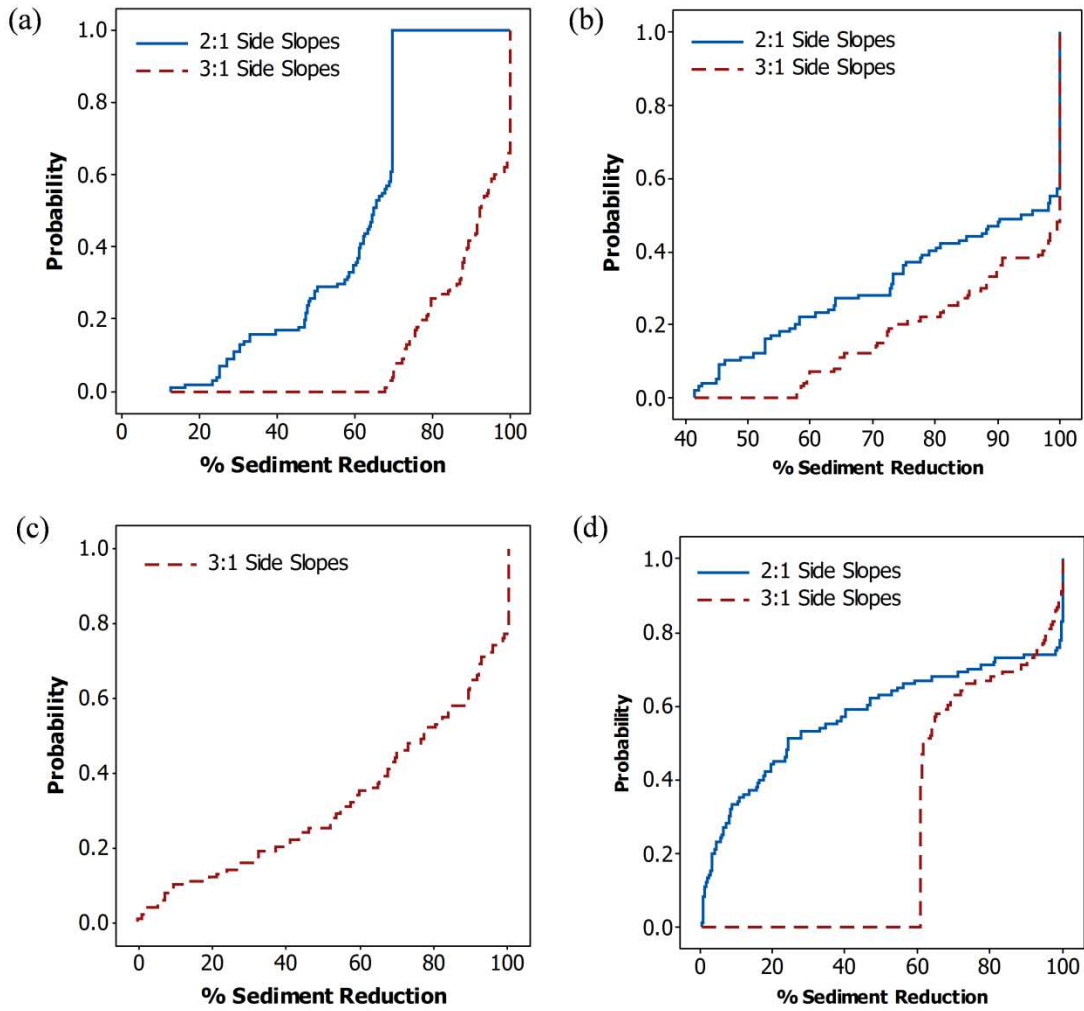 (a)
1.0
0.8
0.6
0.4
0.2
0.0
Probability
2:1 Side Slopes
3:1 Side Slopes
0 20 40 60 80 100
% Sediment Reduction
(b)
1.0
0.8
0.6
0.4
0.2
0.0
Probability
2:1 Side Slopes
3:1 Side Slopes
40 50 60 70 80 90 100
% Sediment Reduction
(c)
1.0
0.8
0.6
0.4
0.2
0.0
Probability
3:1 Side Slopes
0 20 40 60 80 100
% Sediment Reduction
(d)
1.0
0.8
0.6
0.4
0.2
0.0
Probability
2:1 Side Slopes
3:1 Side Slopes
0 20 40 60 80 100
% Sediment Reduction